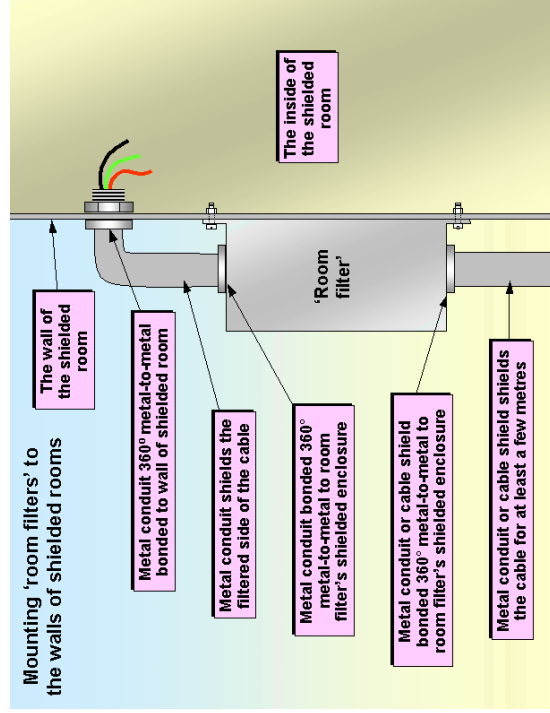 Mounting ‘room filters’ to
the walls of shielded rooms
The wall of
the shielded
room
Metal conduit 360º metal-to-metal
bonded to wall of shielded room
Metal conduit shields the
filtered side of the cable
Metal conduit bonded 360°
metal-to-metal to room
filter’s shielded enclosure
Metal conduit or cable shield
bonded 360° metal-to-metal to
room filter’s shielded enclosure
Metal conduit or cable shield shields
the cable for at least a few metres
‘Room
filter’
The inside of
the shielded
room